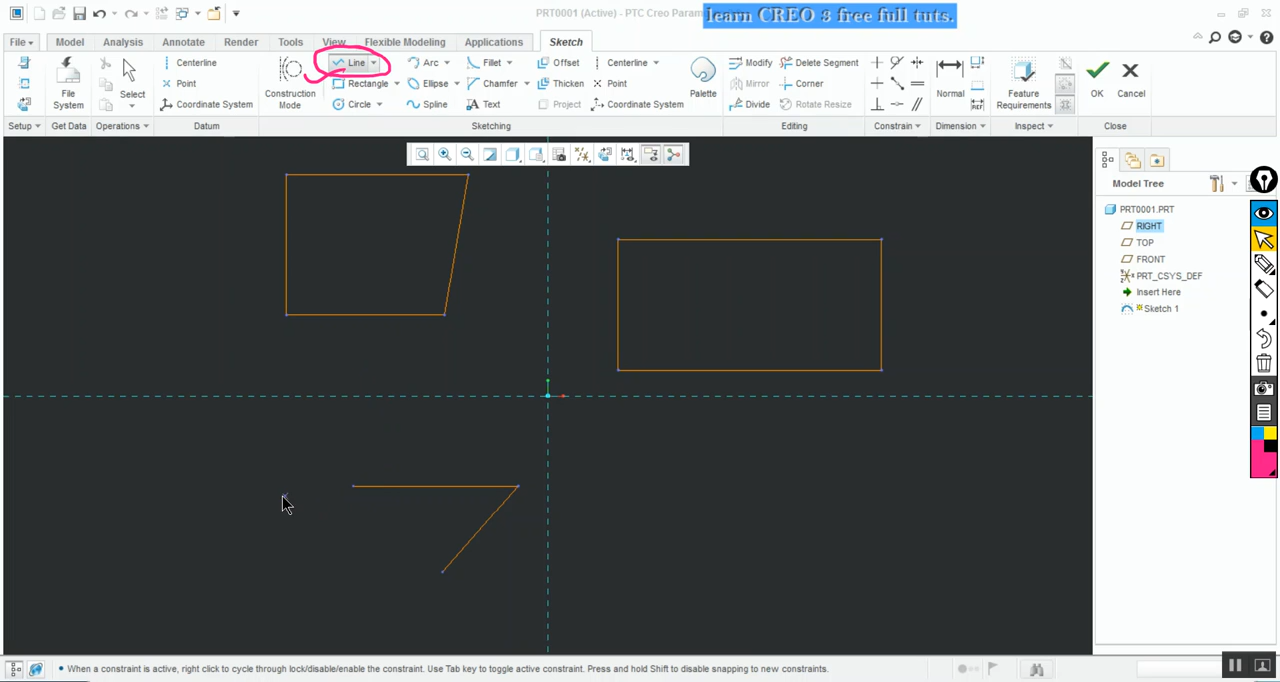 PRT0001 (Active) - PTC Creo Param
learn CREO 3 free full tuts.
File Model Analysis Annotate Render Tools View Flexible Modeling Applications Sketch
Centerline Line Arc Fillet Offset Centerline Modify Delete Segment
Point Rectangle Ellipse Chamfer Thicken Point Mirror Corner
File System Select Coordinate System Construction Mode Circle Spline Text Project Coordinate System Palette Divide Rotate Resize Normal Feature Requirements OK Cancel
Setup Get Data Operations Datum Sketching Editing Constrain Dimension Inspect Close
Model Tree
PRT0001.PRT
RIGHT
TOP
FRONT
PRT_CSYS_DEF
Insert Here
Sketch 1
• When a constraint is active, right click to cycle through lock/disable/enable the constraint. Use Tab key to toggle active constraint. Press and hold Shift to disable snapping to new constraints.